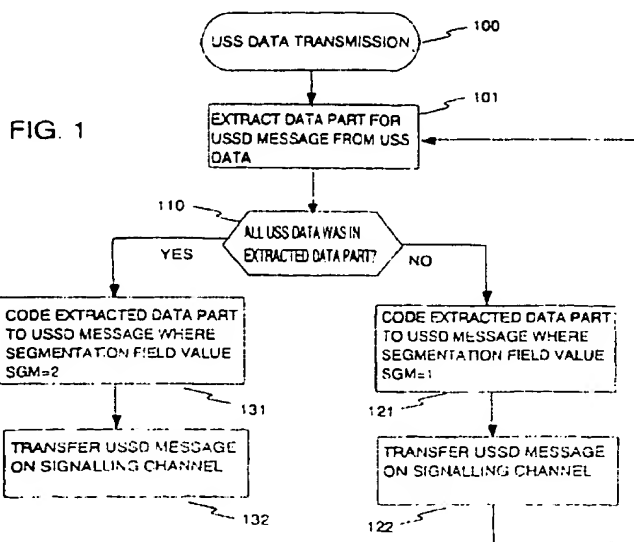 USS DATA TRANSMISSION
100
FIG. 1
EXTRACT DATA PART FOR
USSD MESSAGE FROM USS
DATA
101
110
ALL USS DATA WAS IN
EXTRACTED DATA PART?
YES
NO
CODE EXTRACTED DATA PART
TO USSD MESSAGE WHERE
SEGMENTATION FIELD VALUE
SGM=2
131
CODE EXTRACTED DATA PART
TO USSD MESSAGE WHERE
SEGMENTATION FIELD VALUE
SGM=1
121
TRANSFER USSD MESSAGE
ON SIGNALLING CHANNEL
132
TRANSFER USSD MESSAGE
ON SIGNALLING CHANNEL
122